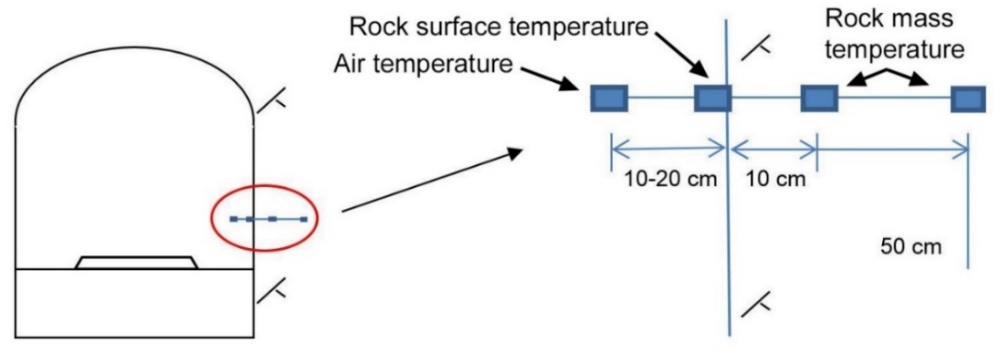 Rock surface temperature
Air temperature
Rock mass
temperature
10-20 cm
10 cm
50 cm